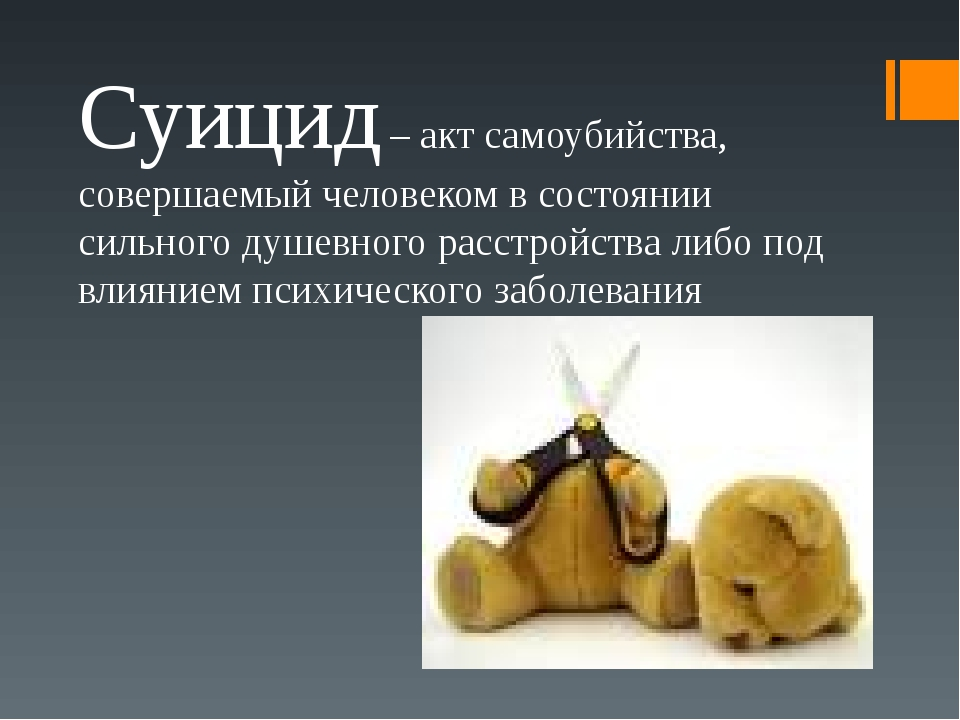 Суицид – акт самоубийства,
совершаемый человеком в состоянии
сильного душевного расстройства либо под
влиянием психического заболевания